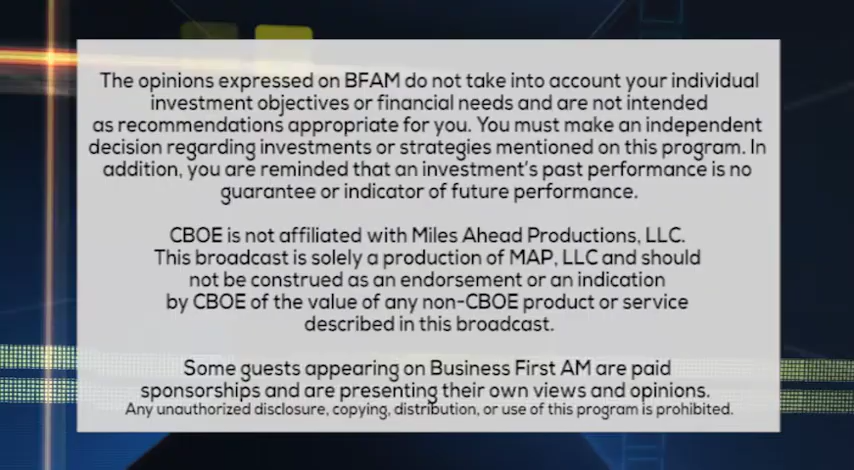 The opinions expressed on BFAM do not take into account your individual
investment objectives or financial needs and are not intended
as recommendations appropriate for you. You must make an independent
decision regarding investments or strategies mentioned on this program. In
addition, you are reminded that an investment's past performance is no
guarantee or indicator of future performance.
CBOE is not affiliated with Miles Ahead Productions, LLC.
This broadcast is solely a production of MAP, LLC and should
not be construed as an endorsement or an indication
by CBOE of the value of any non-CBOE product or service
described in this broadcast.
Some guests appearing on Business First AM are paid
sponsorships and are presenting their own views and opinions.
Any unauthorized disclosure, copying, distribution, or use of this program is prohibited.